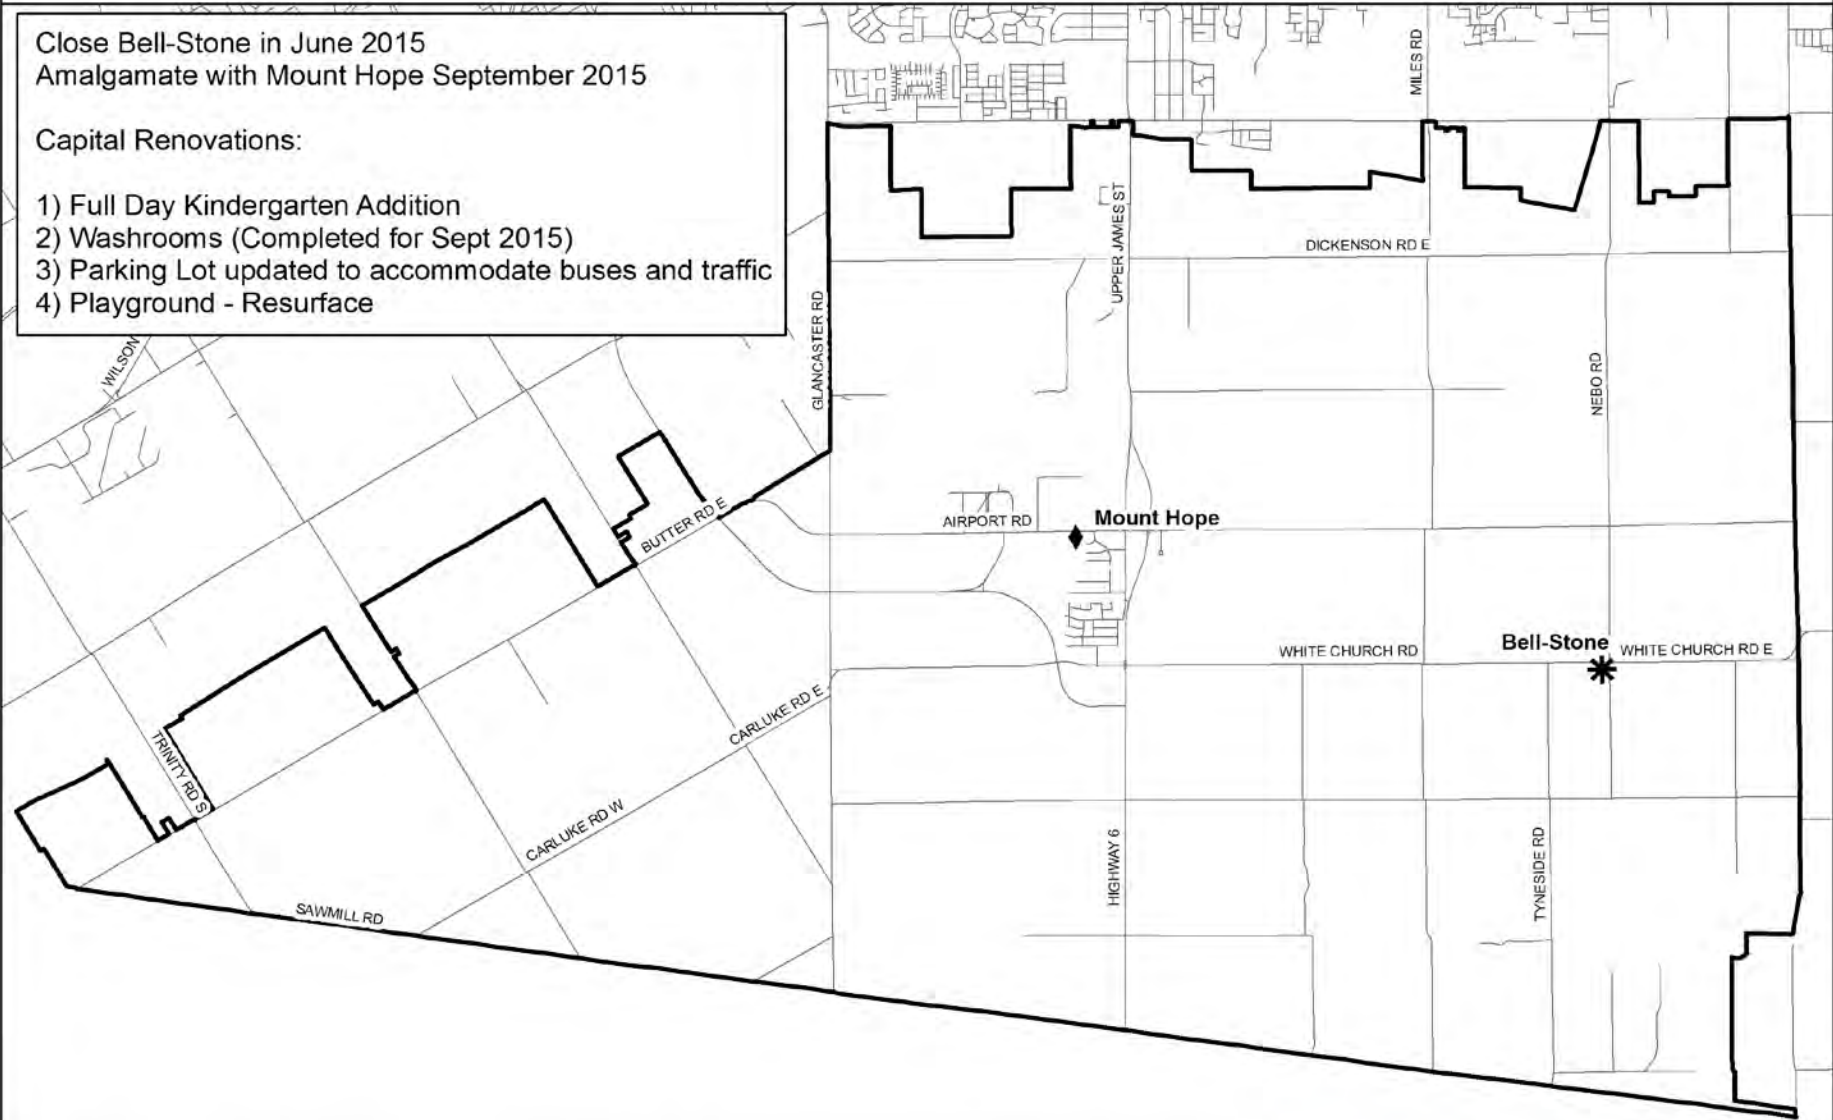 Close Bell-Stone in June 2015
Amalgamate with Mount Hope September 2015
Capital Renovations:
1) Full Day Kindergarten Addition
2) Washrooms (Completed for Sept 2015)
3) Parking Lot updated to accommodate buses and traffic
4) Playground - Resurface
MILES RD
UPPER JAMES ST
DICKENSON RD E
GLANCASTER RD
WILSON
NEBO RD
BUTTER RD E
AIRPORT RD
Mount Hope
WHITE CHURCH RD
Bell-Stone
WHITE CHURCH RD E
CARLUKE RD E
TRINITY RD S
CARLUKE RD W
HIGHWAY 6
TYNESIDE RD
SAWMILL RD